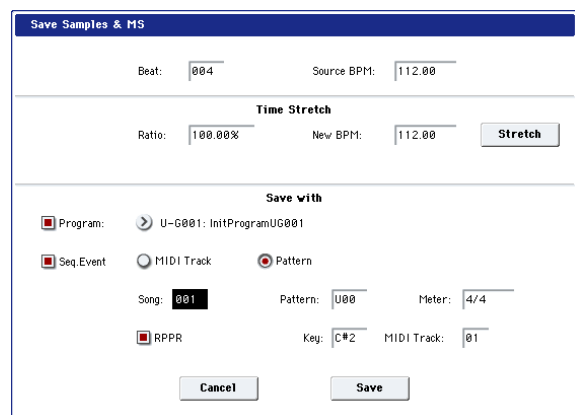 Save Samples & MS
Beat: 004 Source BPM: 112.00
Time Stretch
Ratio: 100.00% New BPM: 112.00 Stretch
Save with
Program: U-G001: InitProgramUG001
Seq.Event MIDI Track Pattern
Song: 001 Pattern: U00 Meter: 4/4
RPPR Key: C#2 MIDI Track: 01
Cancel Save